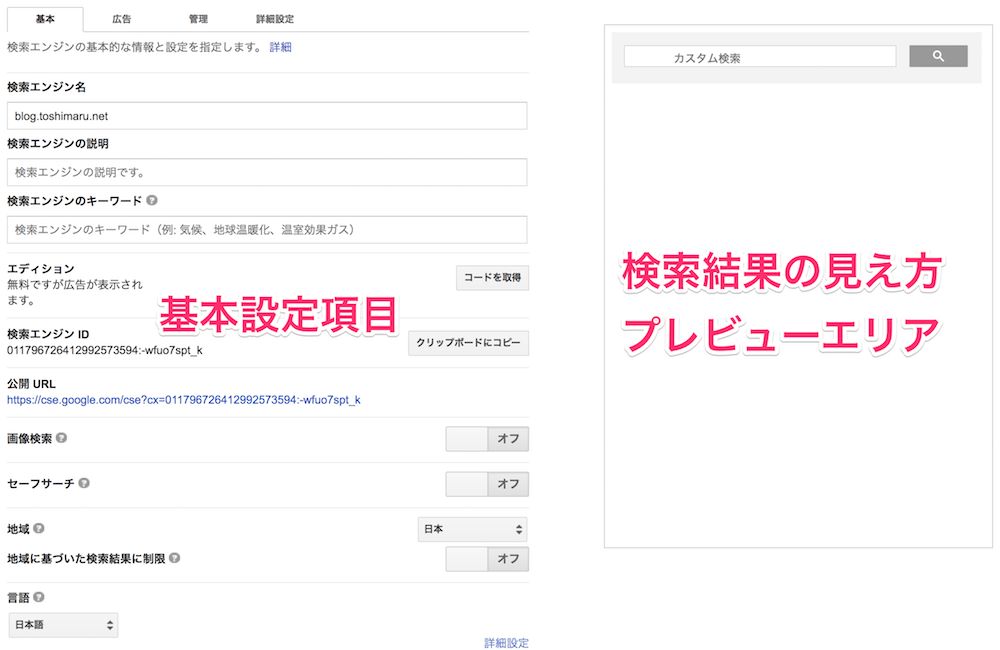 基本
広告
管理
詳細設定
検索エンジンの基本的な情報と設定を指定します。 詳細
検索エンジン名
blog.toshimaru.net
検索エンジンの説明
検索エンジンの説明です。
検索エンジンのキーワード ?
検索エンジンのキーワード（例: 気候、地球温暖化、温室効果ガス）
エディション
無料ですが広告が表示され
ます。
コードを取得
基本設定項目
検索エンジン ID
011796726412992573594:-wfuo7spt_k
クリップボードにコピー
公開 URL
https://cse.google.com/cse?cx=011796726412992573594:-wfuo7spt_k
画像検索 ?
オフ
セーフサーチ ?
オフ
地域 ?
日本
地域に基づいた検索結果に制限 ?
オフ
言語 ?
日本語
詳細設定
カスタム検索
検索結果の見え方
プレビューエリア